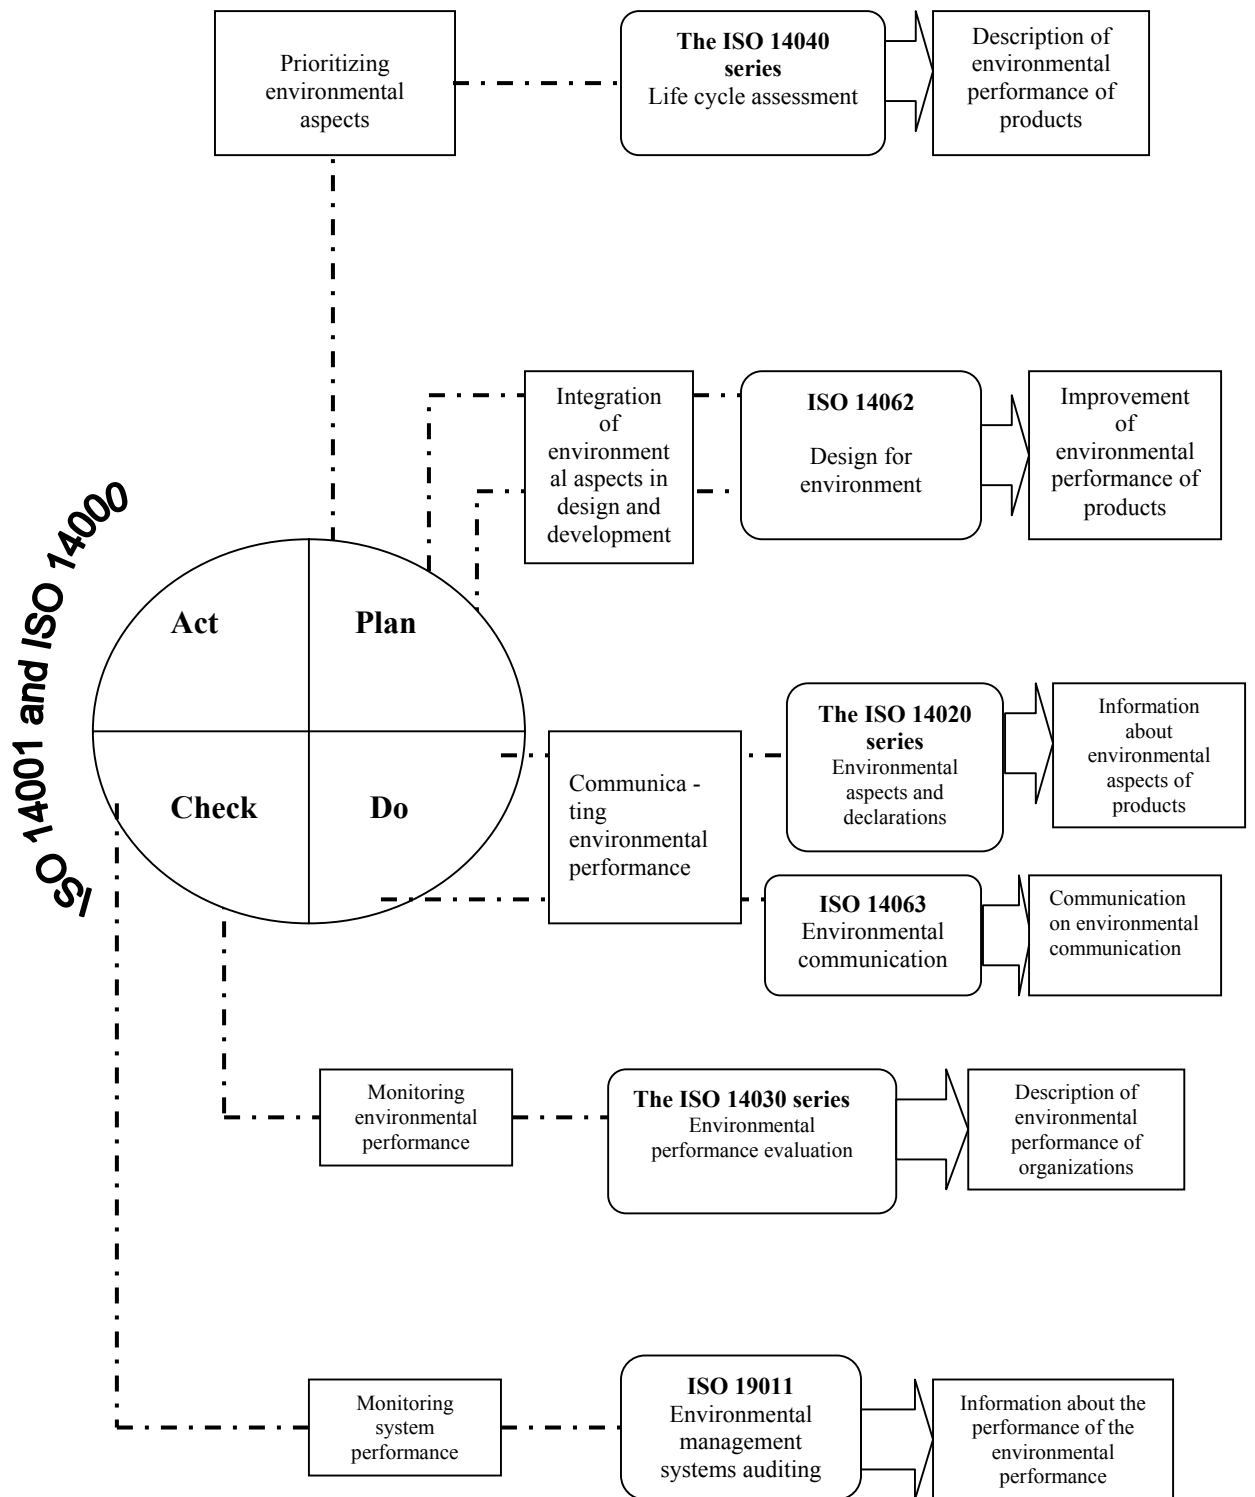 Prioritizing
environmental
aspects
The ISO 14040
series
Life cycle assessment
Description of
environmental
performance of
products
Integration
of
environment
al aspects in
design and
development
ISO 14062
Design for
environment
Improvement
of
environmental
performance of
products
ISO 14001 and ISO 14000
Act
Plan
Check
Do
Communica -
ting
environmental
performance
The ISO 14020
series
Environmental
aspects and
declarations
Information
about
environmental
aspects of
products
ISO 14063
Environmental
communication
Communication
on environmental
communication
Monitoring
environmental
performance
The ISO 14030 series
Environmental
performance evaluation
Description of
environmental
performance of
organizations
Monitoring
system
performance
ISO 19011
Environmental
management
systems auditing
Information about the
performance of the
environmental
performance